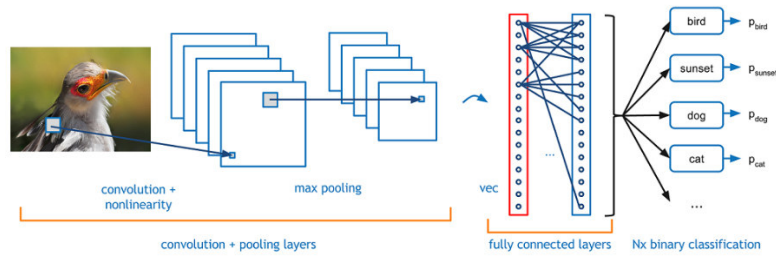 bird
p_bird
sunset
p_sunset
dog
p_dog
cat
p_cat
...
...
convolution +
nonlinearity
max pooling
vec
convolution + pooling layers
fully connected layers
Nx binary classification